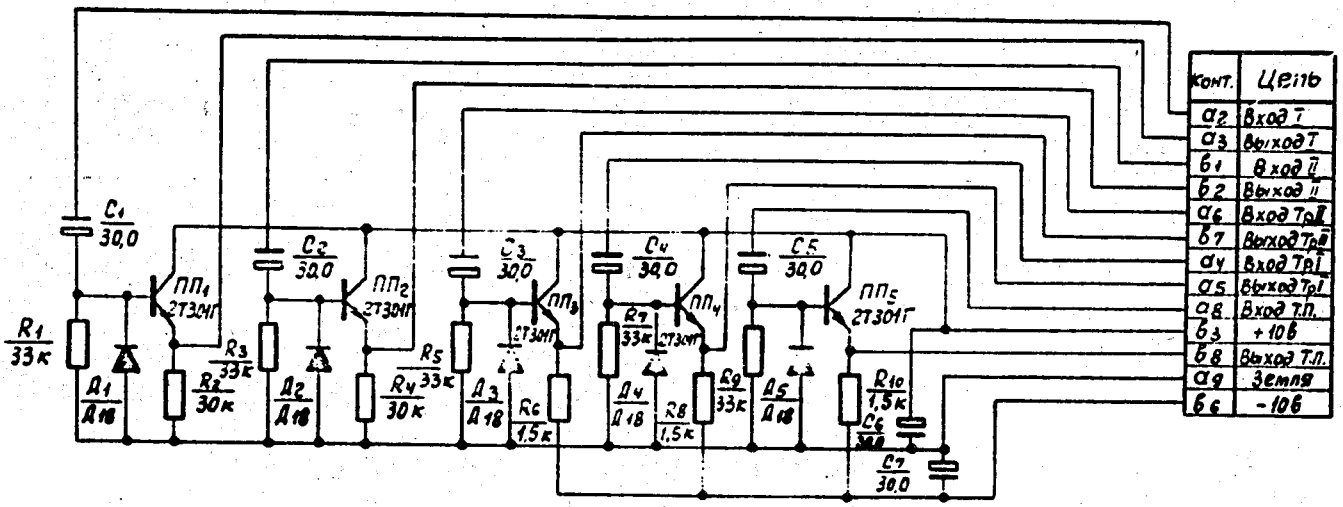 Конт. Цепь
а2 Вход I
а3 Выход I
б1 Вход II
б2 Выход II
а6 Вход Тр II
б7 Выход Тр II
а4 Вход Тр I
а5 Выход Тр I
а8 Вход Т.П.
б3 +10в
б8 Выход Т.П.
а9 Земля
б6 -10в
C1
30,0
C2
30,0
C3
30,0
C4
30,0
C5
30,0
ПП1
2Т301Г
ПП2
2Т301Г
ПП3
2Т301Г
ПП4
2Т301Г
ПП5
2Т301Г
R1
33к
Д1
Д18
R2
30к
R3
33к
Д2
Д18
R4
30к
R5
33к
Д3
Д18
R6
1,5к
R7
33к
Д4
Д18
R8
1,5к
R9
33к
Д5
Д18
R10
1,5к
C6
30,0
C7
30,0